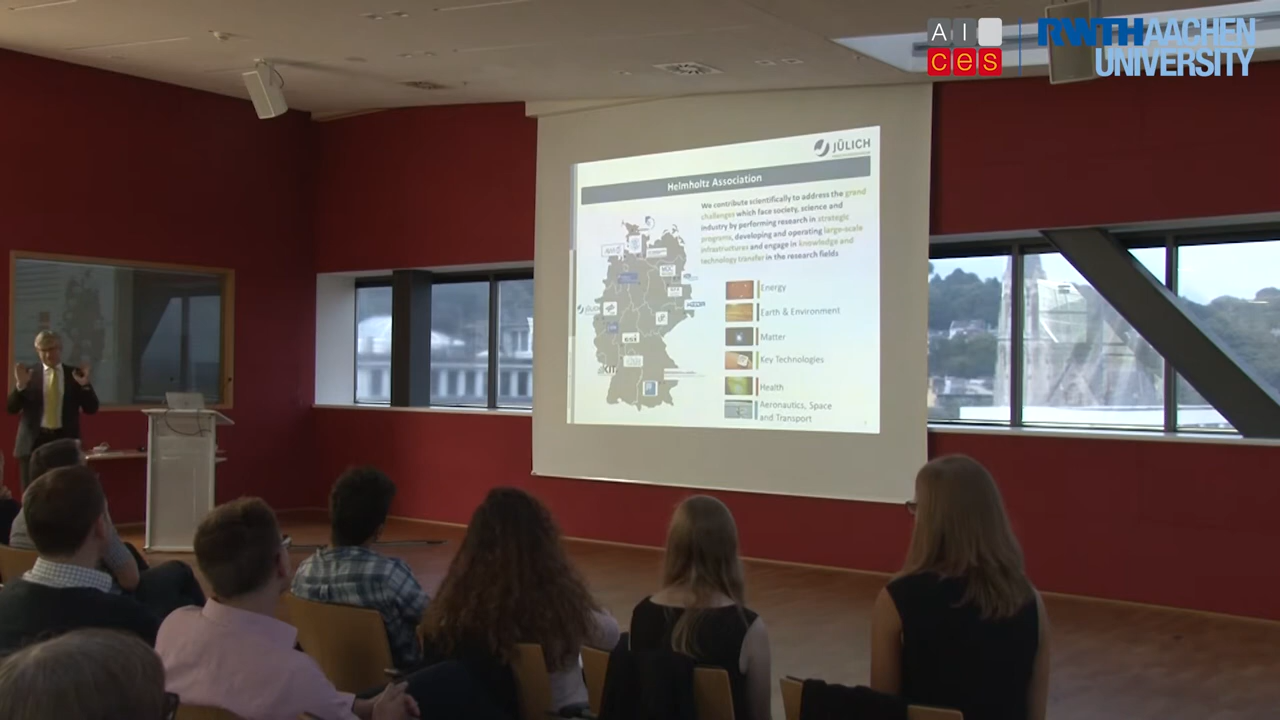 AI
ces
RWTH AACHEN
UNIVERSITY
JÜLICH
Helmholtz Association
We contribute scientifically to address the grand
challenges which face society, science and
industry by performing research in strategic
programs, developing and operating large-scale
infrastructures and engage in knowledge and
technology transfer in the research fields
Energy
Earth & Environment
Matter
Key Technologies
Health
Aeronautics, Space
and Transport